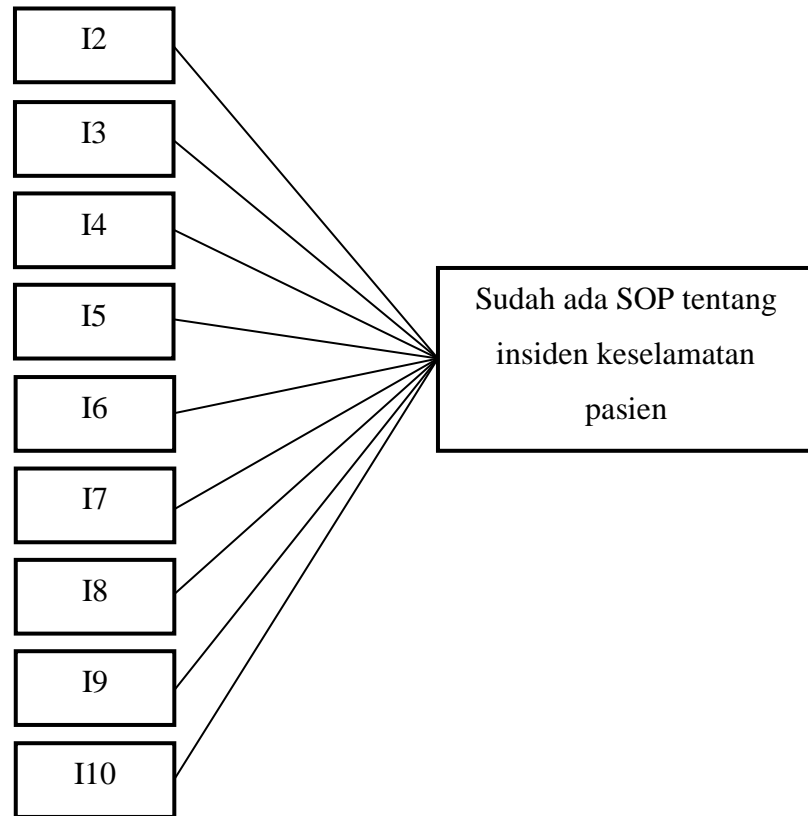 I2
I3
I4
I5
I6
I7
I8
I9
I10
Sudah ada SOP tentang
insiden keselamatan
pasien